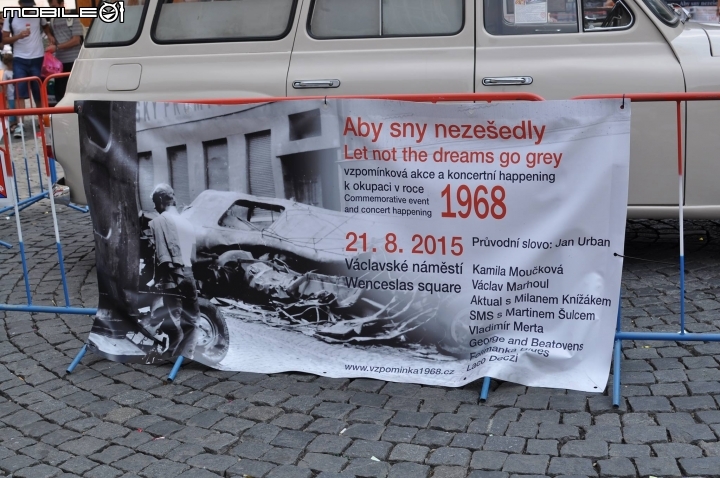 MOBILE01
Aby sny nezešedly
Let not the dreams go grey
vzpomínková akce a koncertní happening
k okupaci v roce 1968
Commemorative event
and concert happening
21. 8. 2015
Václavské náměstí
Wenceslas square
Průvodní slovo: Jan Urban
Kamila Moučková
Václav Marhoul
Aktual s Milanem Knížákem
SMS s Martinem Šulcem
Vladimír Merta
George and Beatovens
Laco Deczi
www.vzpominka1968.cz